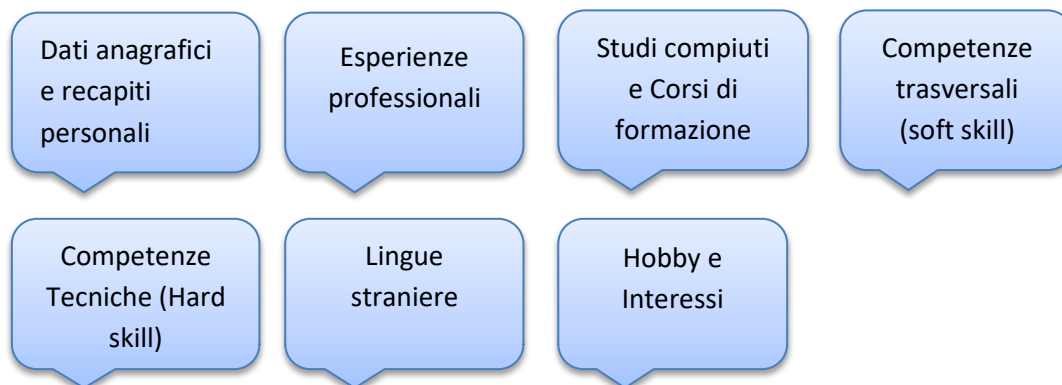 Dati anagrafici
e recapiti
personali
Esperienze
professionali
Studi compiuti
e Corsi di
formazione
Competenze
trasversali
(soft skill)
Competenze
Tecniche (Hard
skill)
Lingue
straniere
Hobby e
Interessi